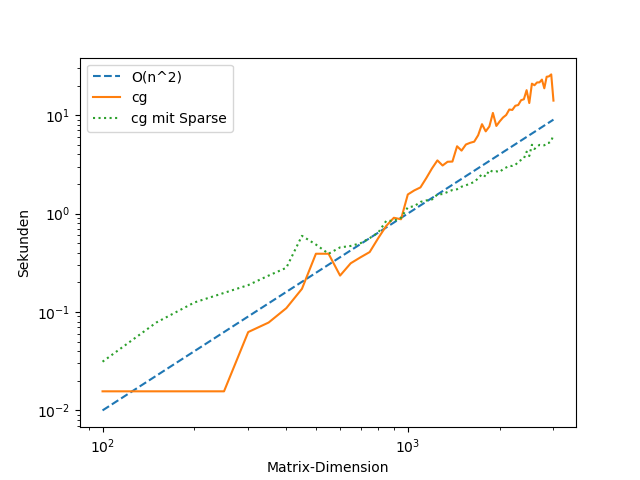 O(n^2)
cg
cg mit Sparse
Sekunden
10^1
10^0
10^-1
10^-2
10^2
10^3
Matrix-Dimension